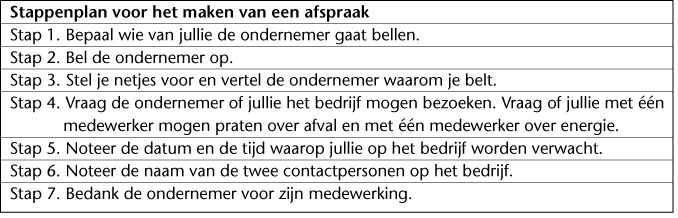 Stappenplan voor het maken van een afspraak
Stap 1. Bepaal wie van jullie de ondernemer gaat bellen.
Stap 2. Bel de ondernemer op.
Stap 3. Stel je netjes voor en vertel de ondernemer waarom je belt.
Stap 4. Vraag de ondernemer of jullie het bedrijf mogen bezoeken. Vraag of jullie met één
medewerker mogen praten over afval en met één medewerker over energie.
Stap 5. Noteer de datum en de tijd waarop jullie op het bedrijf worden verwacht.
Stap 6. Noteer de naam van de twee contactpersonen op het bedrijf.
Stap 7. Bedank de ondernemer voor zijn medewerking.